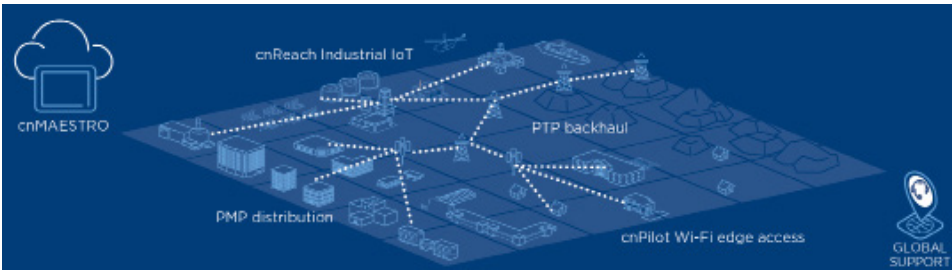 cnReach Industrial IoT
cnMAESTRO
PTP backhaul
PMP distribution
cnPilot Wi-Fi edge access
GLOBAL
SUPPORT